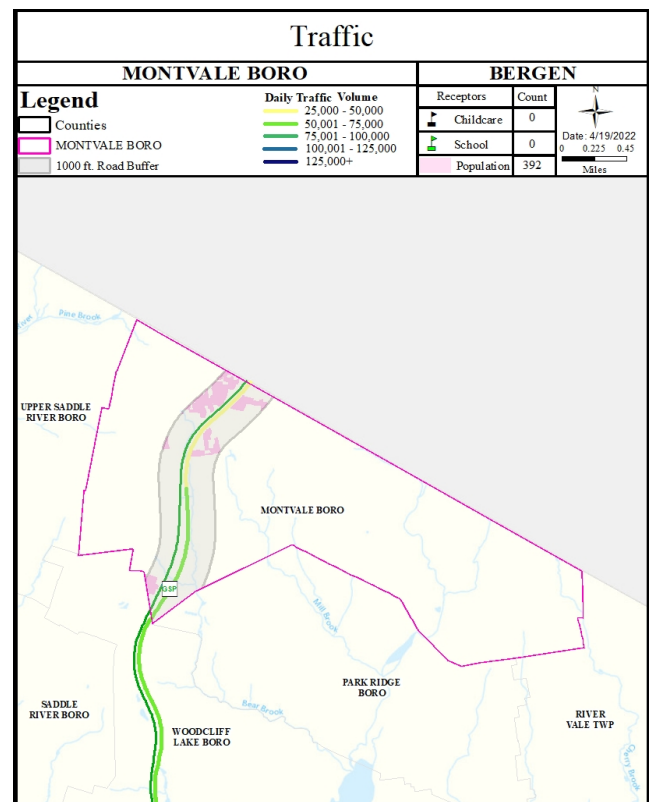 Traffic
MONTVALE BORO
BERGEN
Legend
Counties
MONTVALE BORO
1000 ft. Road Buffer
Daily Traffic Volume
25,000 - 50,000
50,001 - 75,000
75,001 - 100,000
100,001 - 125,000
125,000+
Receptors Count
Childcare 0
School 0
Population 392
N
Date: 4/19/2022
0 0.225 0.45
Miles
Pine Brook
UPPER SADDLE
RIVER BORO
MONTVALE BORO
GSP
Mill Brook
PARK RIDGE
BORO
SADDLE
RIVER BORO
Bear Brook
WOODCLIFF
LAKE BORO
RIVER
VALE TWP
Cherry Brook